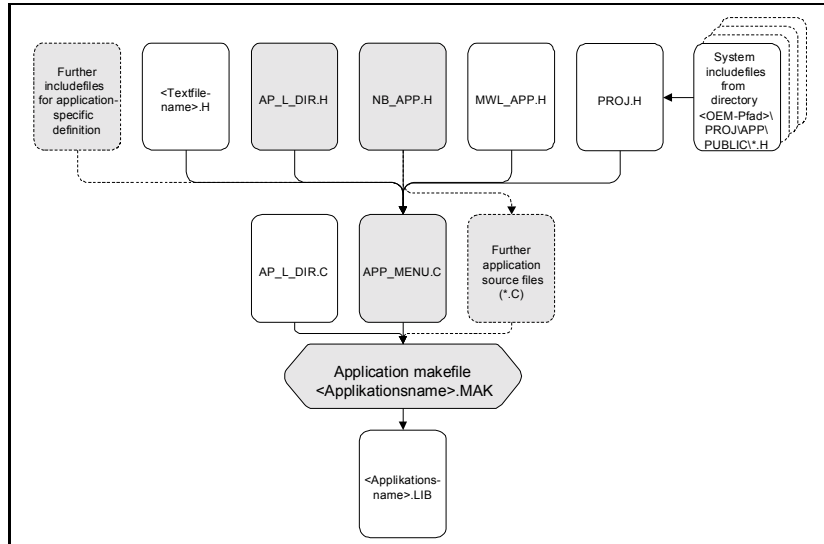 Further
includefiles
for application-
specific
definition
<Textfile-
name>.H
AP_L_DIR.H
NB_APP.H
MWL_APP.H
PROJ.H
System
includefiles
from
directory
<OEM-Pfad>\
PROJ\APP\
PUBLIC\*.H
AP_L_DIR.C
APP_MENU.C
Further
application
source files
(*.C)
Application makefile
<Applikationsname>.MAK
<Applikations-
name>.LIB